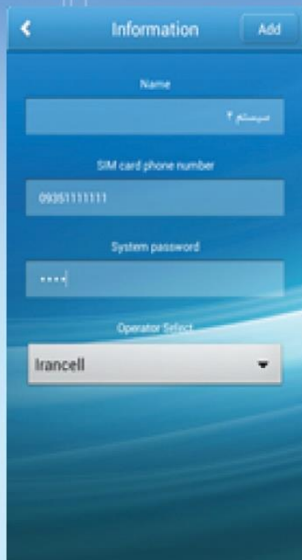 Information
Add
Name
سیستم ۲
SIM card phone number
09351111111
System password
••••
Operator Select
Irancell